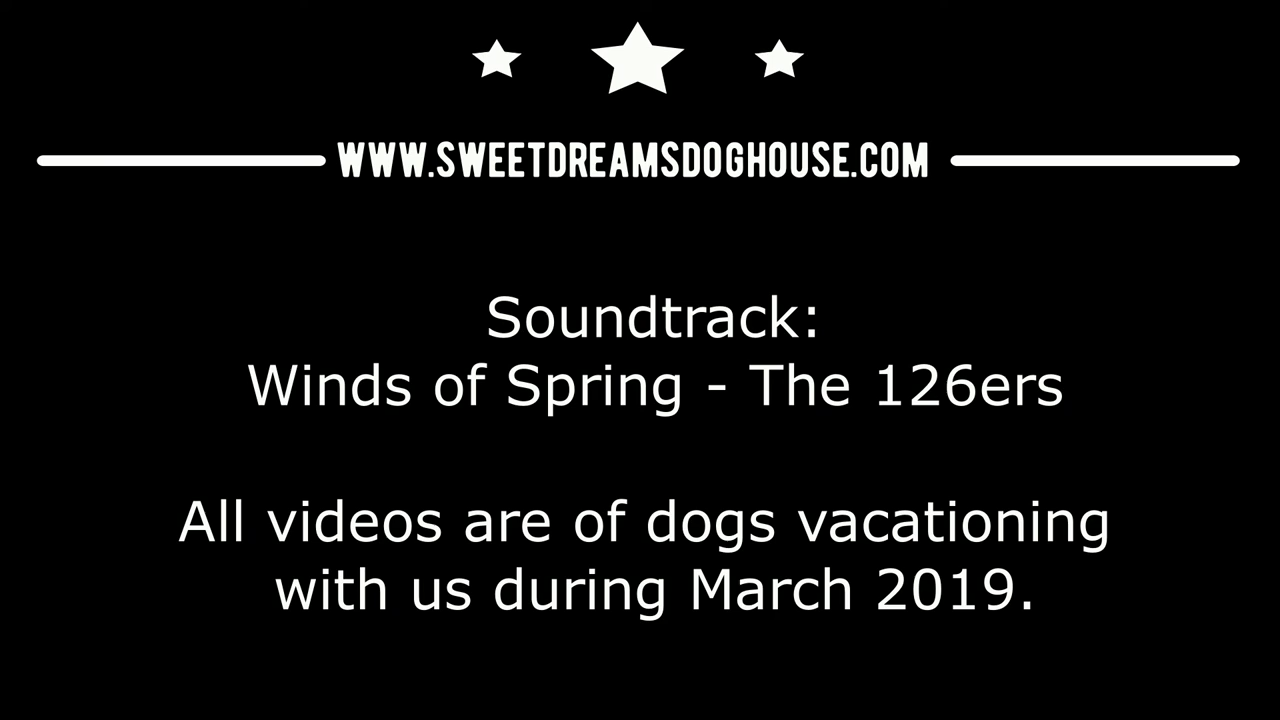 WWW.SWEETDREAMSDOGHOUSE.COM
Soundtrack:
Winds of Spring - The 126ers
All videos are of dogs vacationing
with us during March 2019.